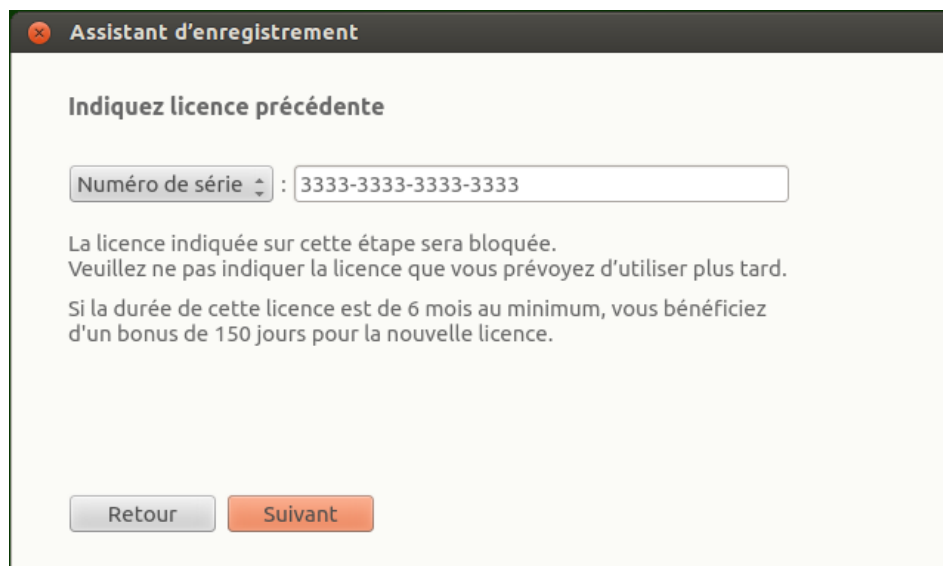 Assistant d’enregistrement
Indiquez licence précédente
Numéro de série : 3333-3333-3333-3333
La licence indiquée sur cette étape sera bloquée.
Veuillez ne pas indiquer la licence que vous prévoyez d’utiliser plus tard.
Si la durée de cette licence est de 6 mois au minimum, vous bénéficiez
d'un bonus de 150 jours pour la nouvelle licence.
Retour Suivant